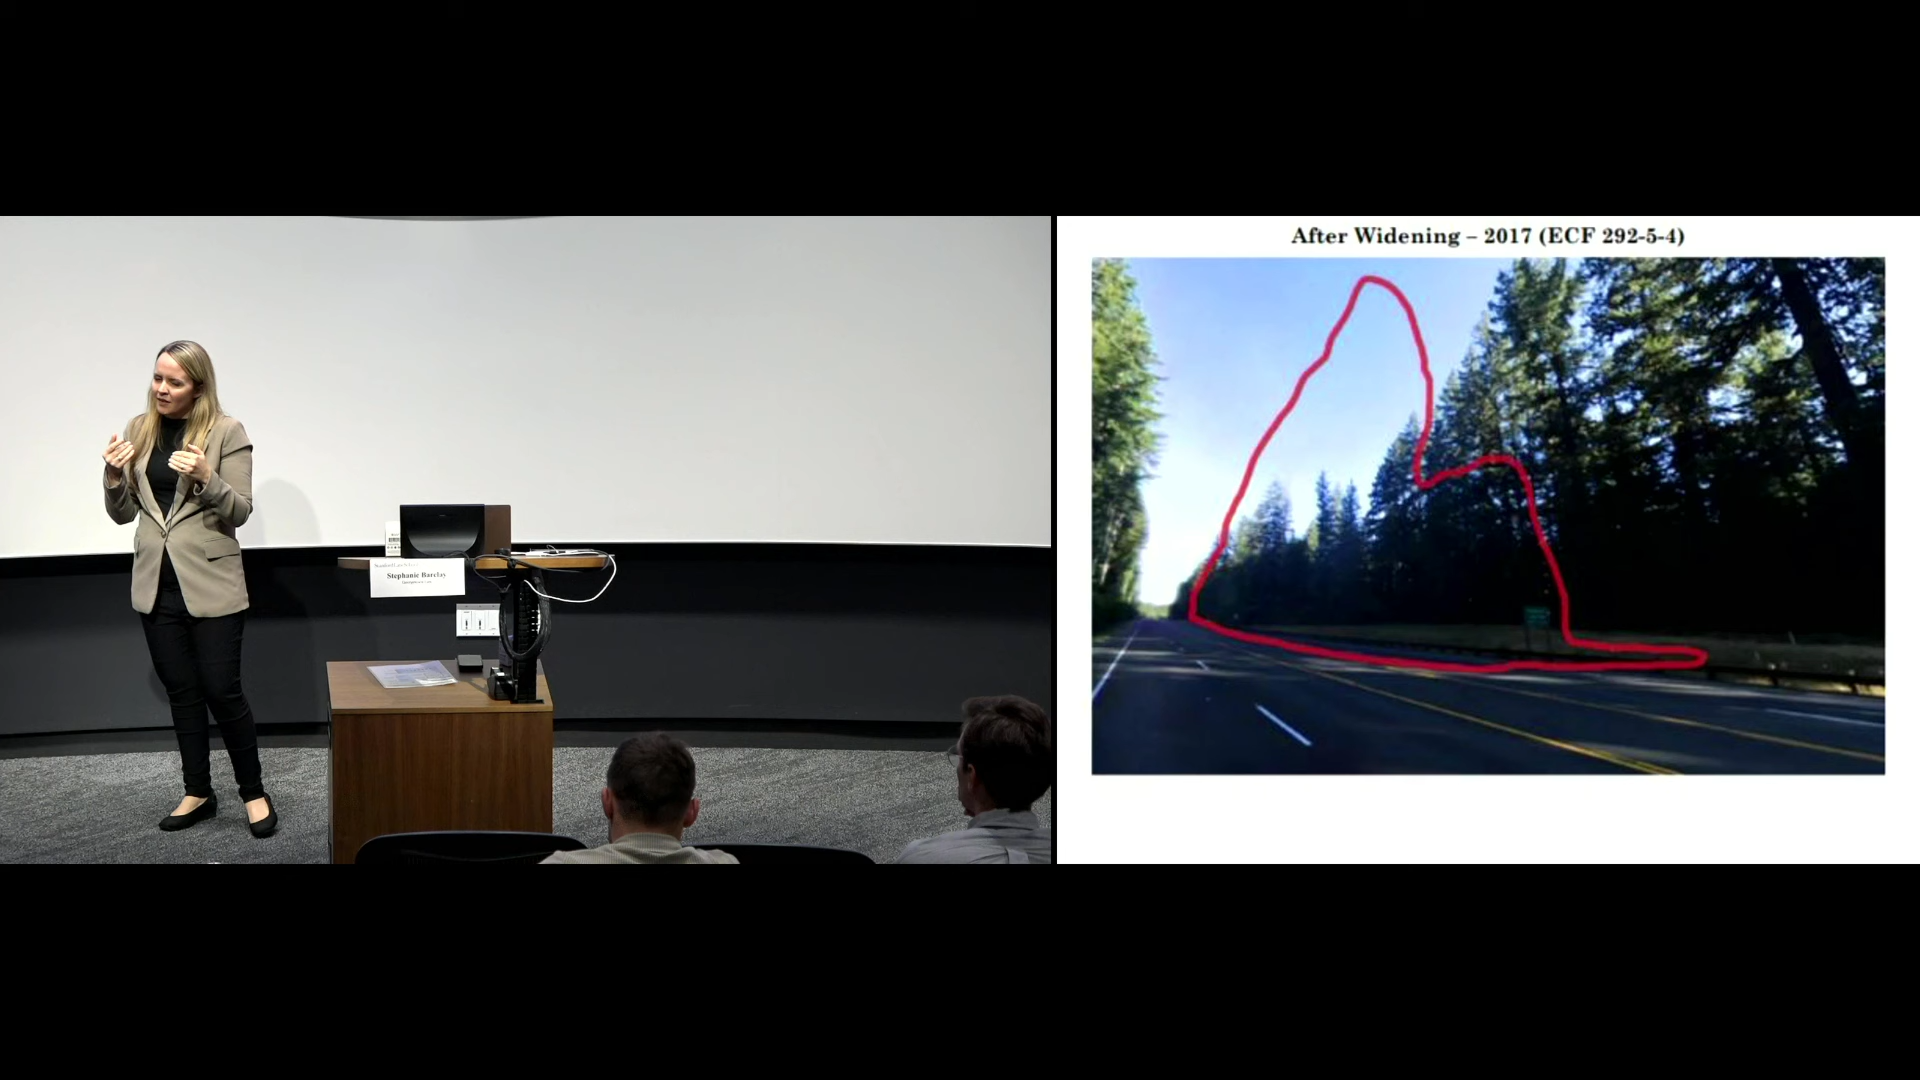 After Widening – 2017 (ECF 292-5-4)
Stephanie Barclay